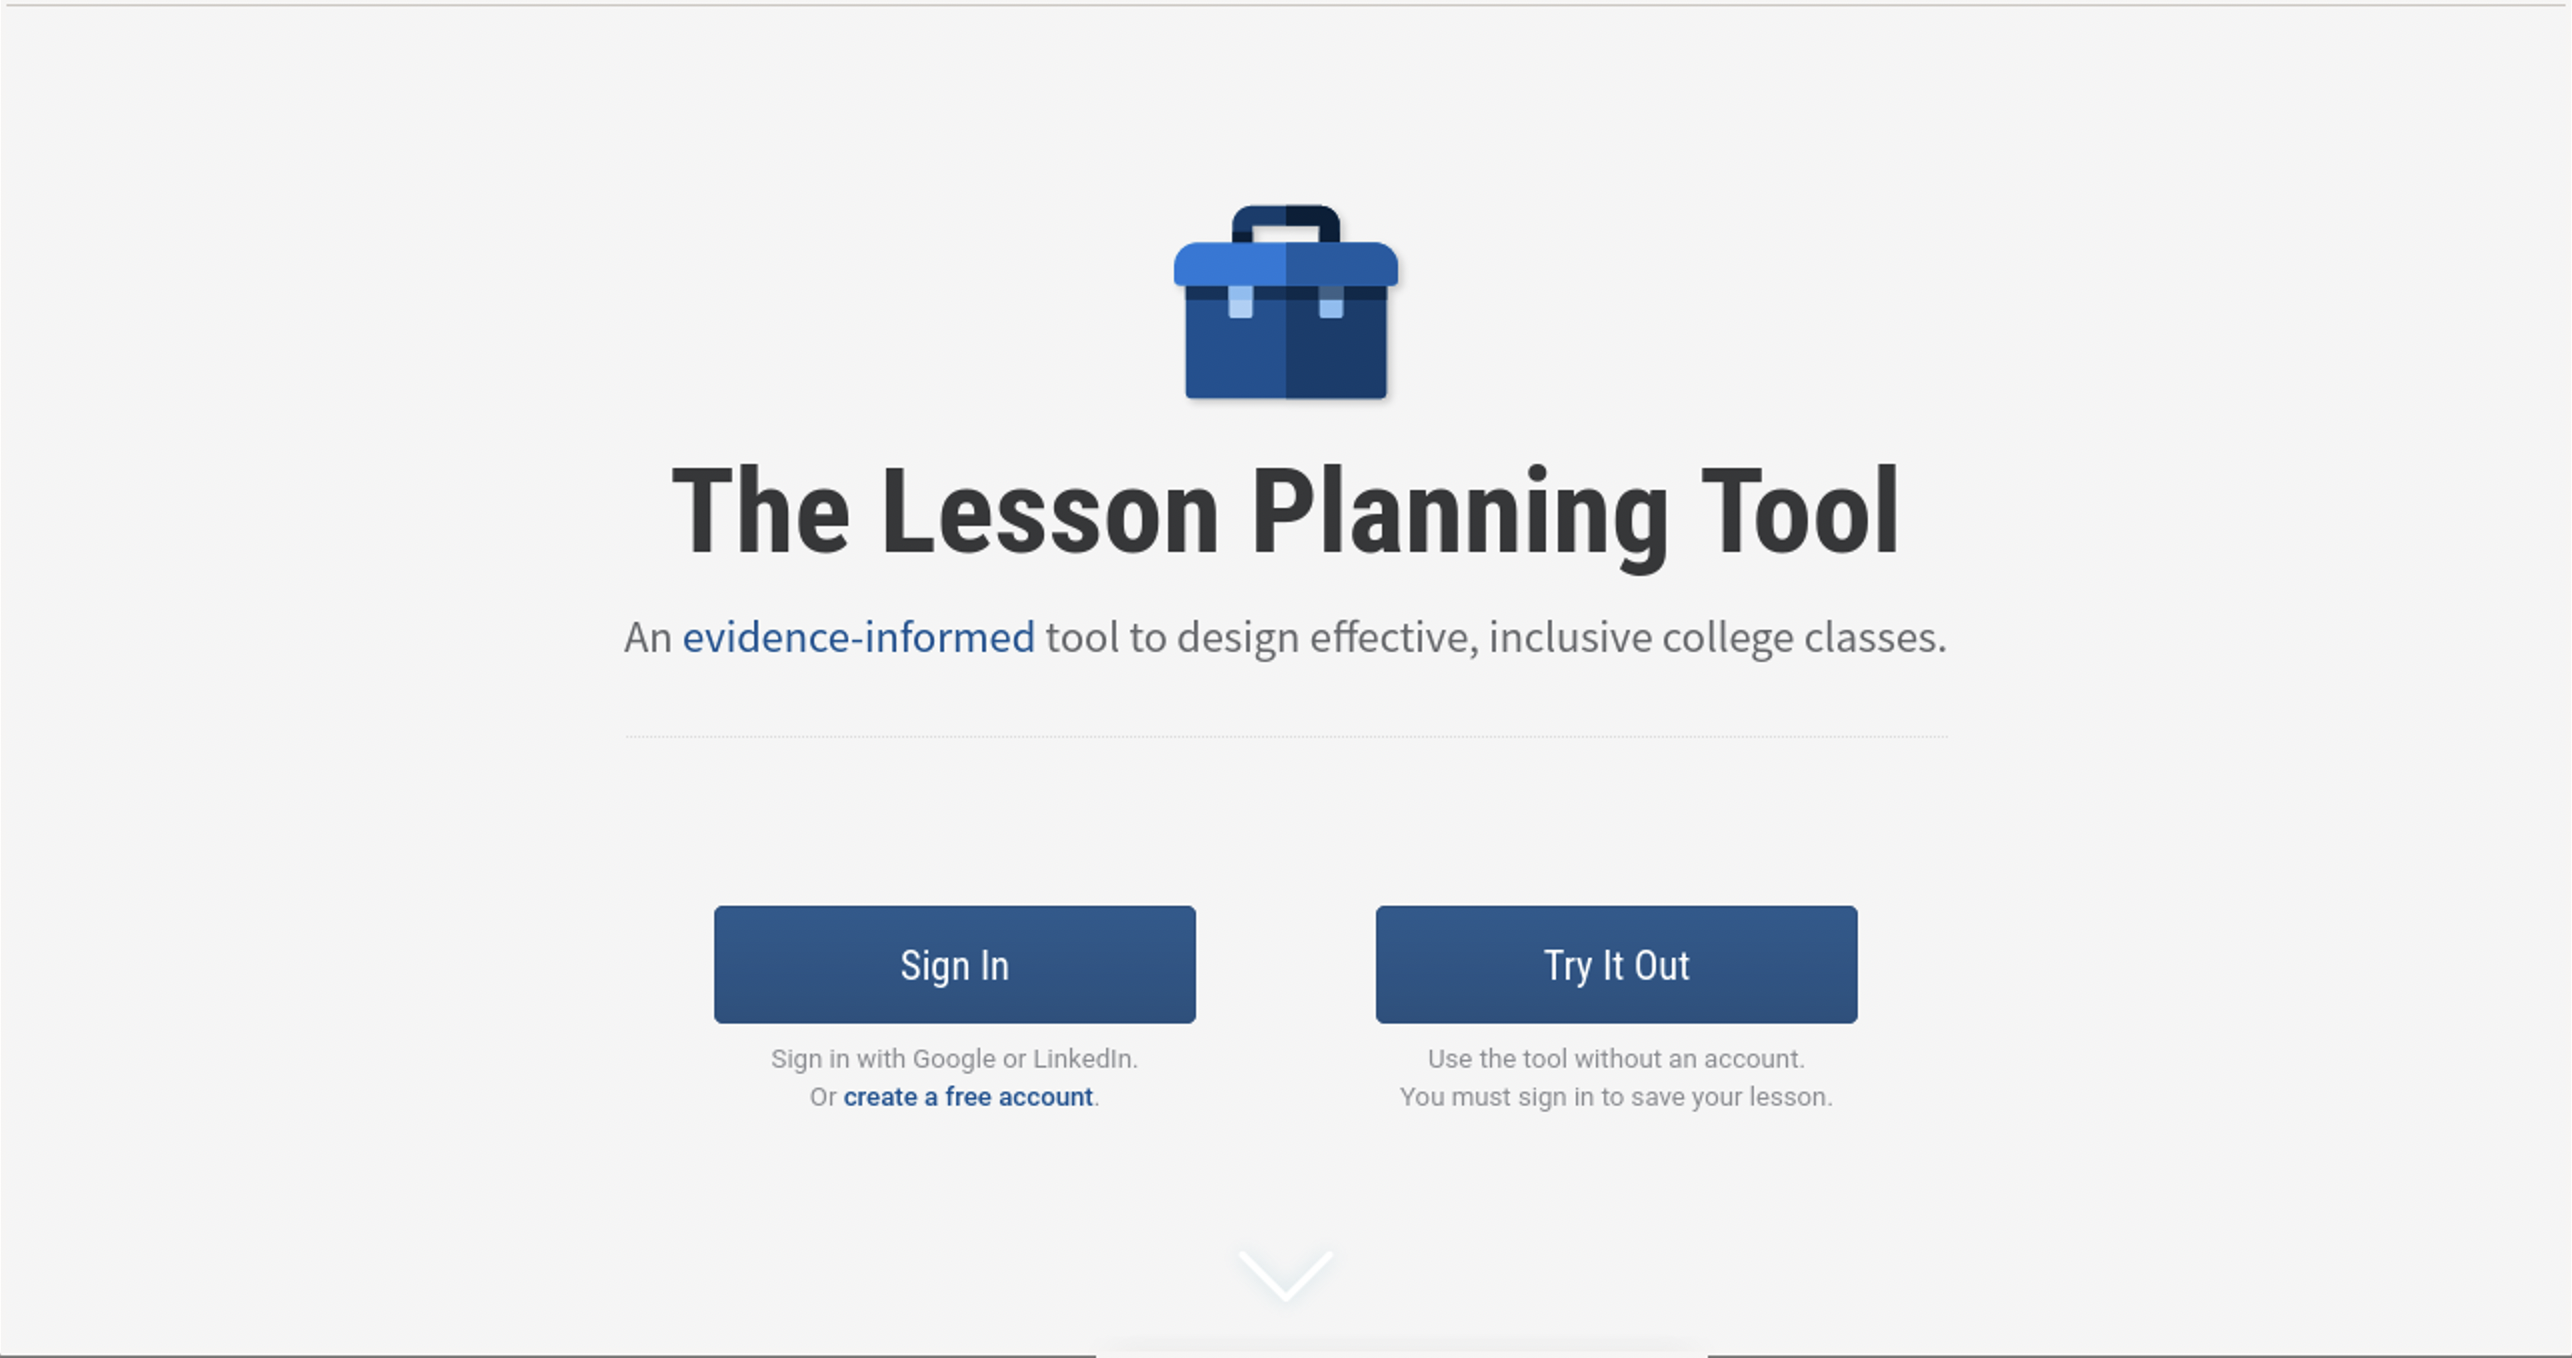 The Lesson Planning Tool
An evidence-informed tool to design effective, inclusive college classes.
Sign In
Sign in with Google or LinkedIn.
Or create a free account.
Try It Out
Use the tool without an account.
You must sign in to save your lesson.